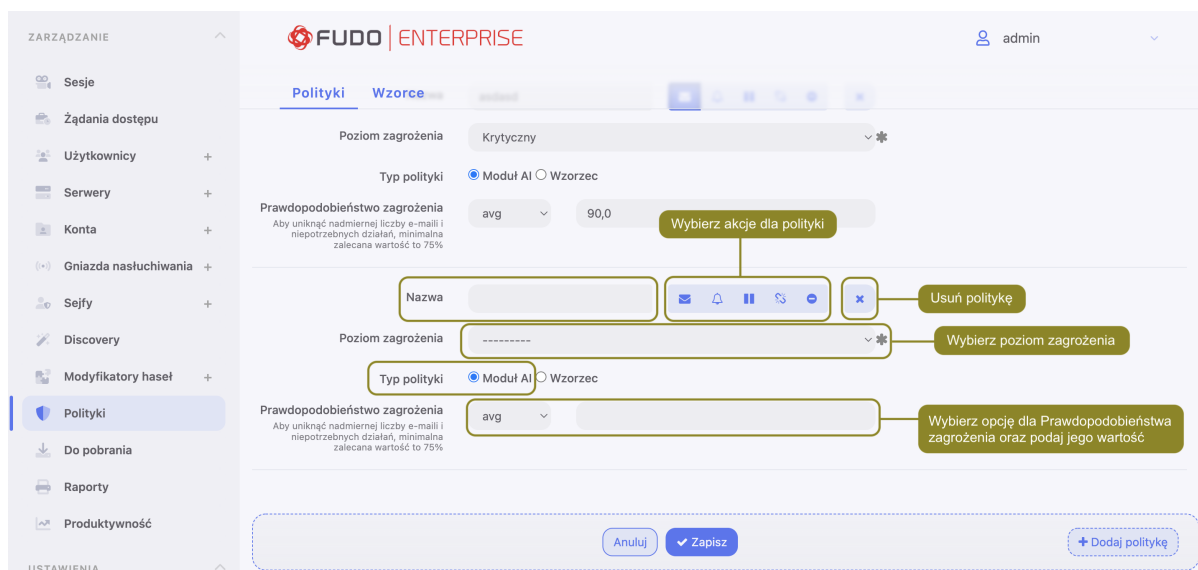 ZARZĄDZANIE
FUDO ENTERPRISE
admin
Sesje
Polityki Wzorce
Żądania dostępu
Poziom zagrożenia Krytyczny
Użytkownicy
Typ polityki Moduł AI Wzorzec
Serwery
Prawdopodobieństwo zagrożenia avg 90,0
Aby uniknąć nadmiernej liczby e-maili i
niepotrzebnych działań, minimalna
zalecana wartość to 75%
Wybierz akcje dla polityki
Konta
Gniazda nasłuchiwania
Sejfy
Nazwa
Usuń politykę
Discovery
Poziom zagrożenia ---------
Wybierz poziom zagrożenia
Modyfikatory haseł
Typ polityki Moduł AI Wzorzec
Polityki
Prawdopodobieństwo zagrożenia avg
Aby uniknąć nadmiernej liczby e-maili i
niepotrzebnych działań, minimalna
zalecana wartość to 75%
Wybierz opcję dla Prawdopodobieństwa
zagrożenia oraz podaj jego wartość
Do pobrania
Raporty
Produktywność
Anuluj Zapisz Dodaj politykę
USTAWIENIA